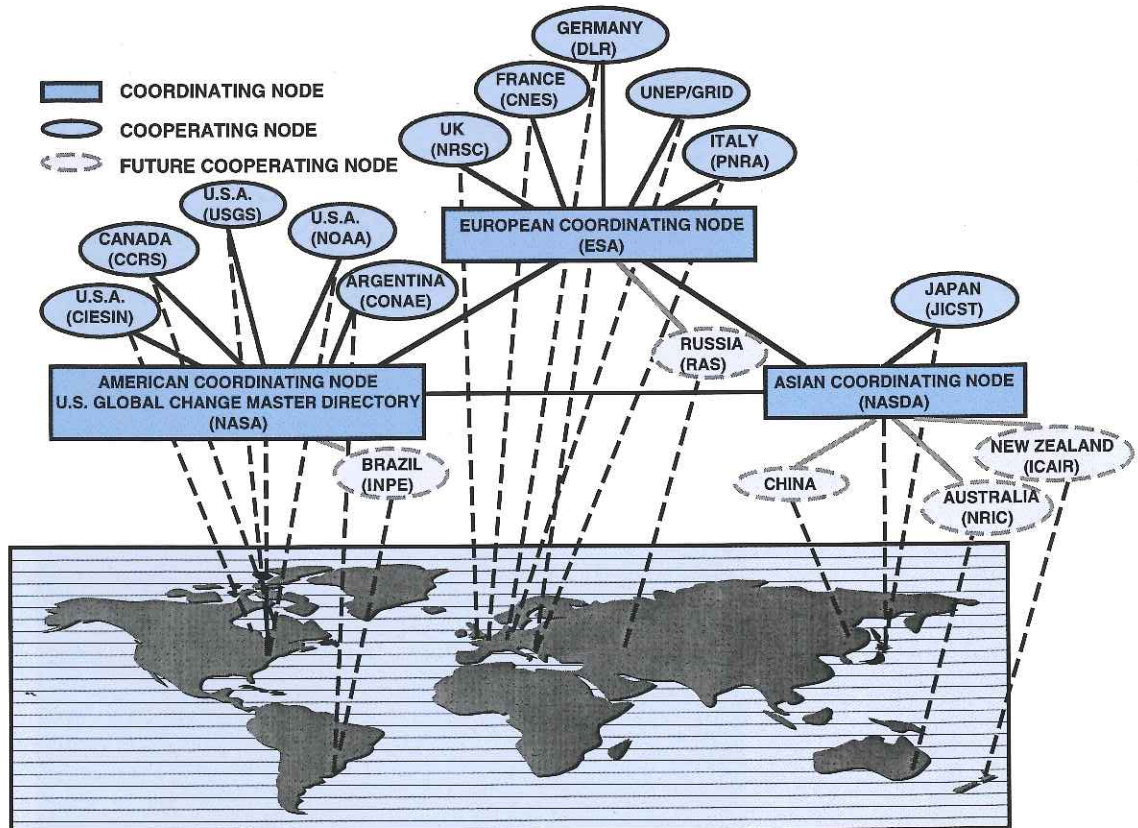 GERMANY
(DLR)
FRANCE
(CNES)
UNEP/GRID
UK
(NRSC)
ITALY
(PNRA)
COORDINATING NODE
COOPERATING NODE
FUTURE COOPERATING NODE
U.S.A.
(USGS)
U.S.A.
(NOAA)
CANADA
(CCRS)
ARGENTINA
(CONAE)
U.S.A.
(CIESIN)
EUROPEAN COORDINATING NODE
(ESA)
JAPAN
(JICST)
RUSSIA
(RAS)
AMERICAN COORDINATING NODE
U.S. GLOBAL CHANGE MASTER DIRECTORY
(NASA)
ASIAN COORDINATING NODE
(NASDA)
BRAZIL
(INPE)
CHINA
NEW ZEALAND
(ICAIR)
AUSTRALIA
(NRIC)